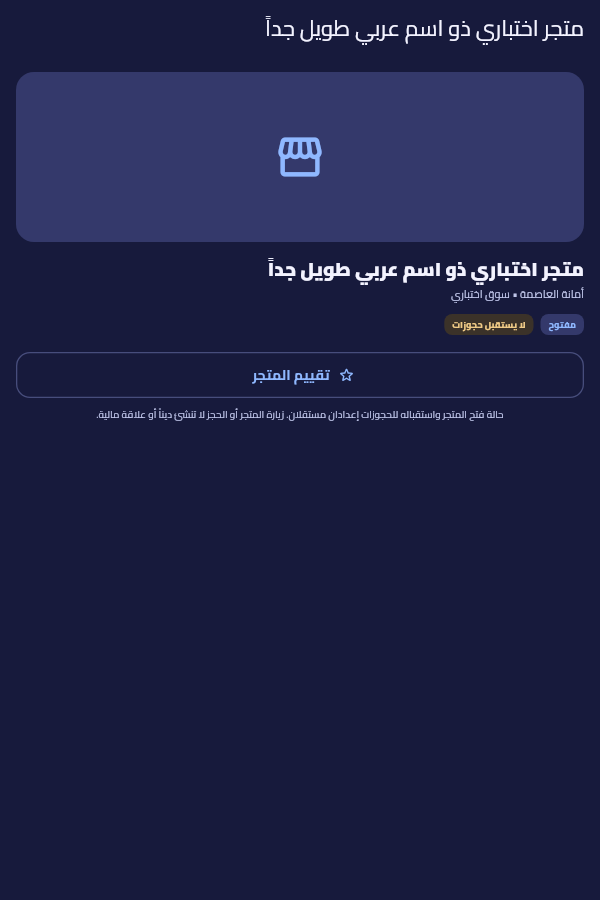 متجر اختباري ذو اسم عربي طويل جداً
متجر اختباري ذو اسم عربي طويل جداً
أمانة العاصمة • سوق اختباري
مفتوح
لا يستقبل حجوزات
تقييم المتجر
حالة فتح المتجر واستقباله للحجوزات إعدادان مستقلان. زيارة المتجر أو الحجز لا تنشئ ديناً أو علاقة مالية.